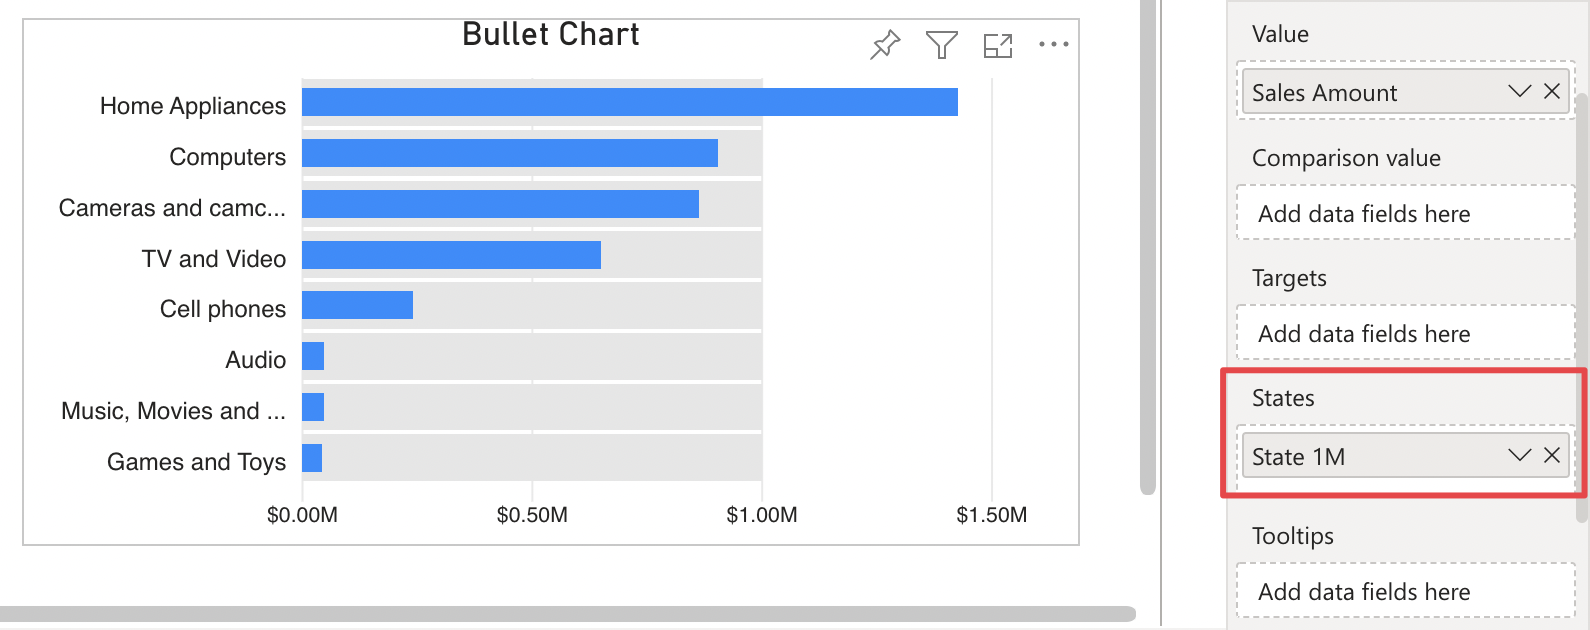 Bullet Chart
Home Appliances
Computers
Cameras and camc...
TV and Video
Cell phones
Audio
Music, Movies and ...
Games and Toys
$0.00M $0.50M $1.00M $1.50M
Value
Sales Amount
Comparison value
Add data fields here
Targets
Add data fields here
States
State 1M
Tooltips
Add data fields here